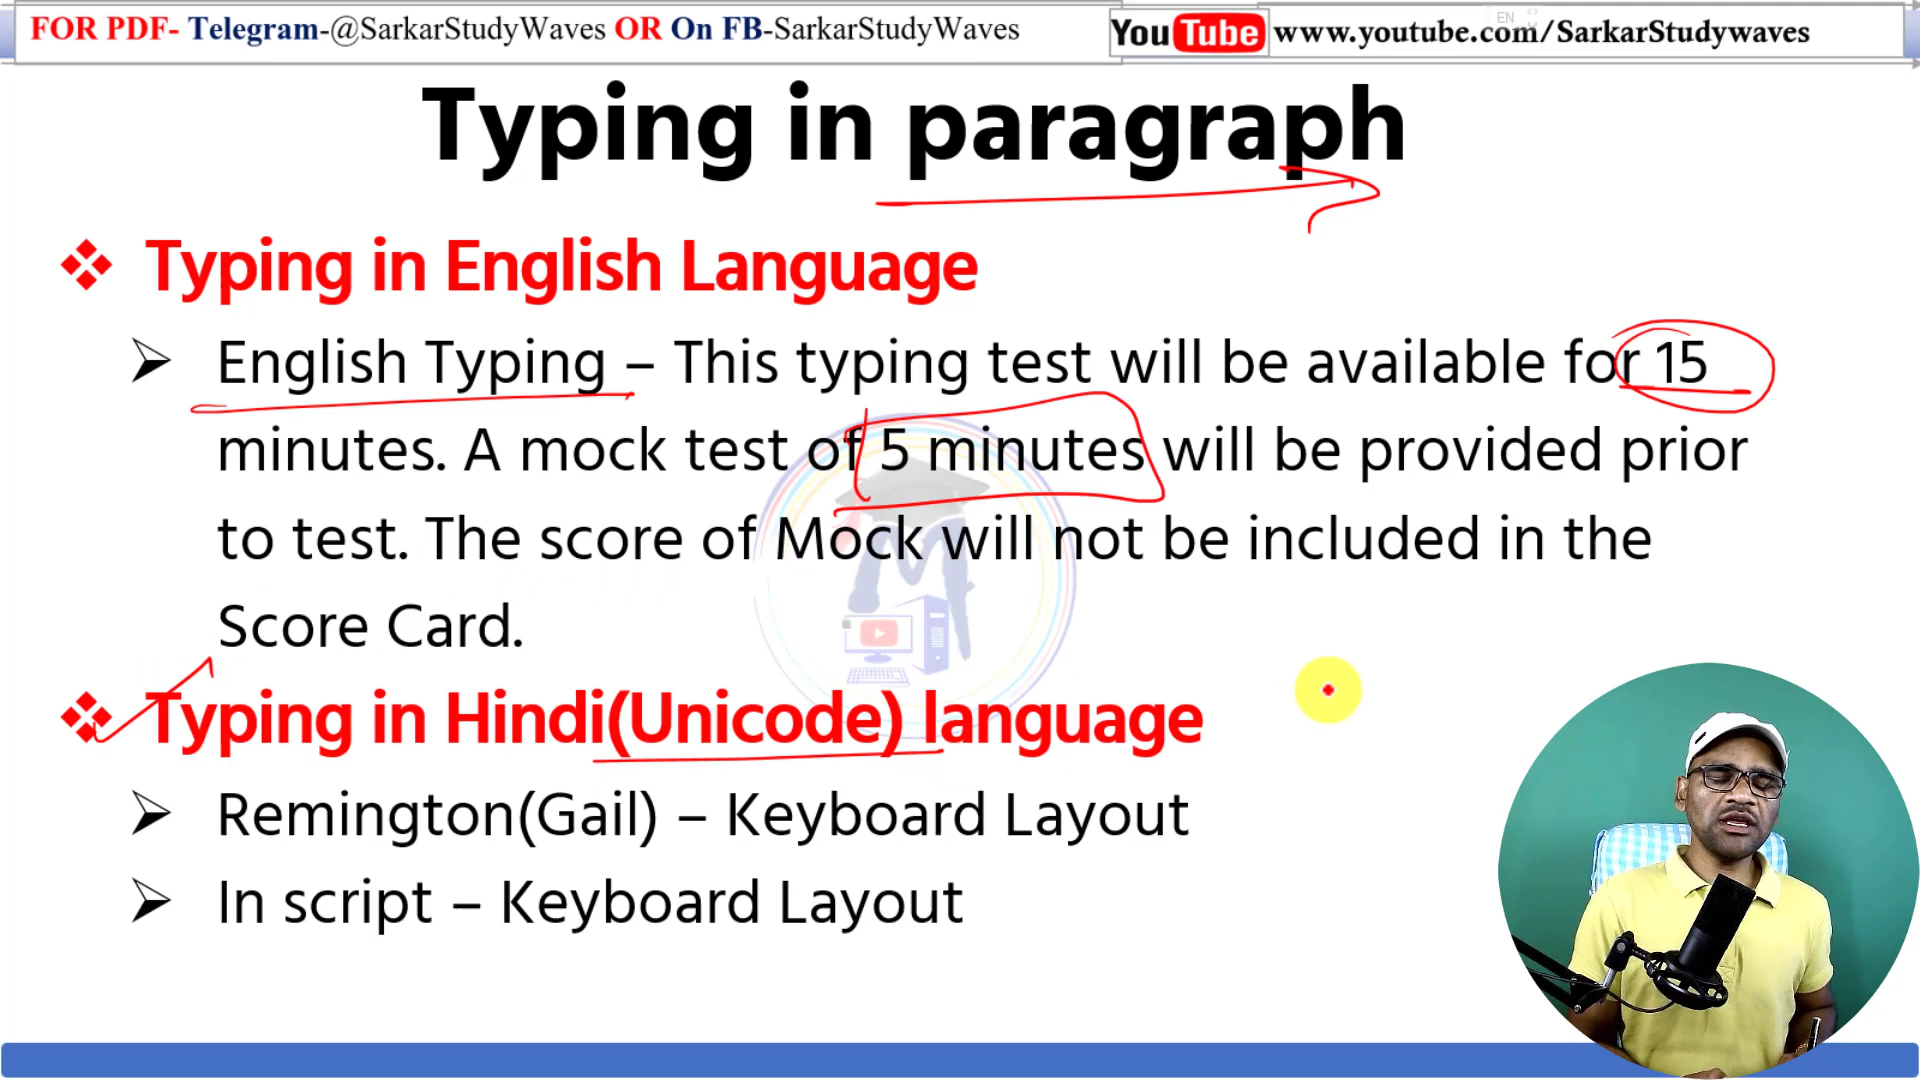 FOR PDF- Telegram-@SarkarStudyWaves OR On FB-SarkarStudyWaves
YouTube www.youtube.com/SarkarStudywaves
EN
Typing in paragraph
Typing in English Language
English Typing – This typing test will be available for 15
minutes. A mock test of 5 minutes will be provided prior
to test. The score of Mock will not be included in the
Score Card.
Typing in Hindi(Unicode) language
Remington(Gail) – Keyboard Layout
In script – Keyboard Layout
M